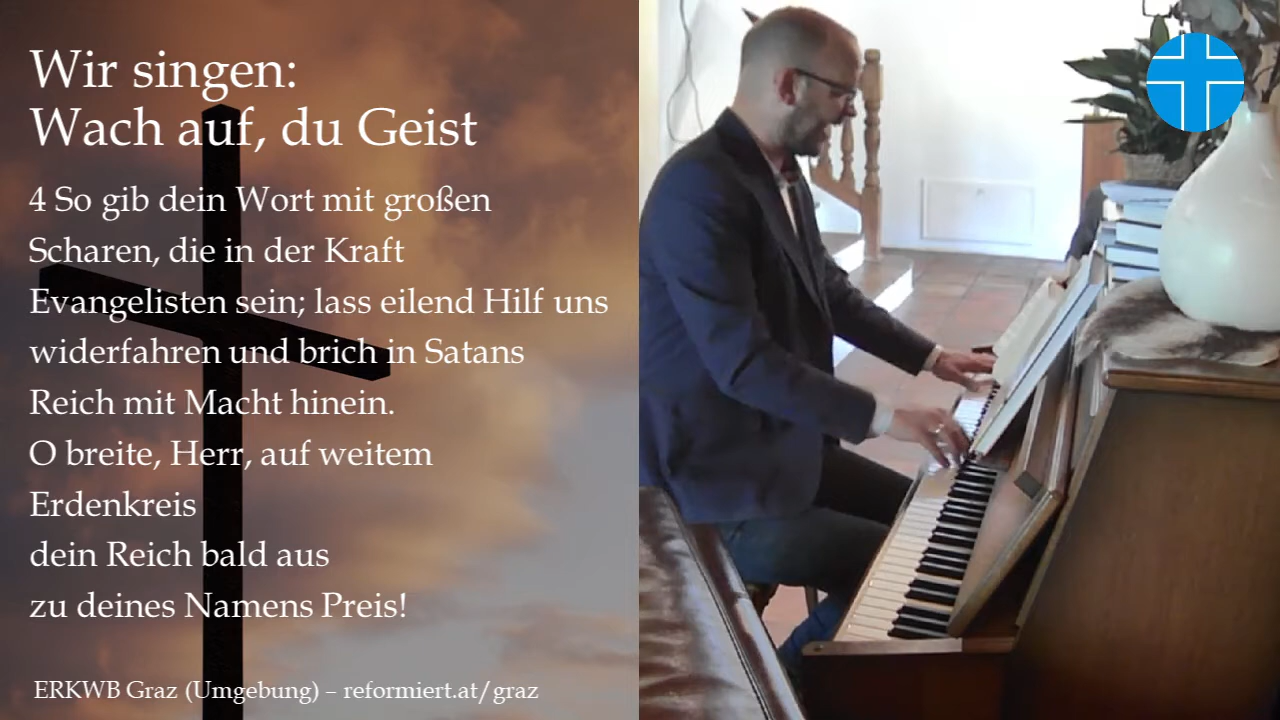 Wir singen:
Wach auf, du Geist
4 So gib dein Wort mit großen
Scharen, die in der Kraft
Evangelisten sein; lass eilend Hilf uns
widerfahren und brich in Satans
Reich mit Macht hinein.
O breite, Herr, auf weitem
Erdenkreis
dein Reich bald aus
zu deines Namens Preis!
ERKWB Graz (Umgebung) – reformiert.at/graz